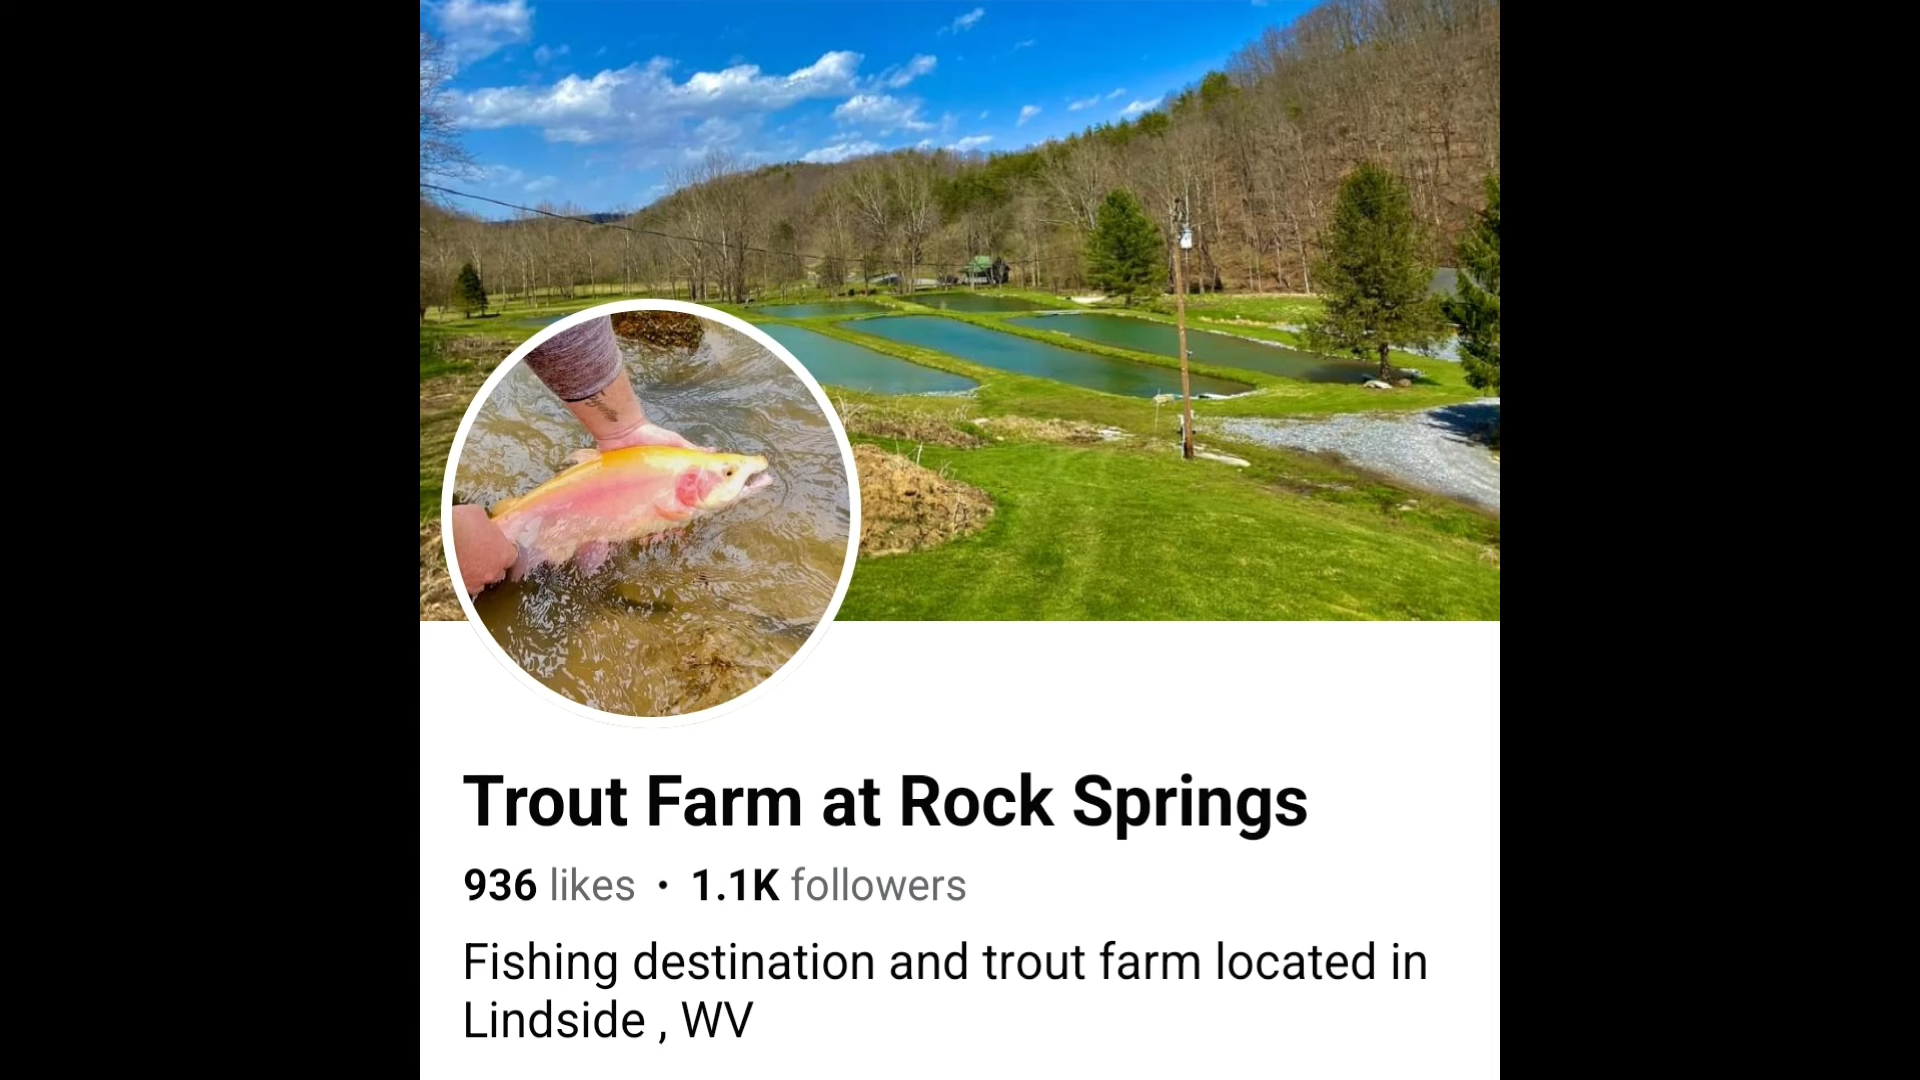 Trout Farm at Rock Springs
936 likes • 1.1K followers
Fishing destination and trout farm located in
Lindside , WV